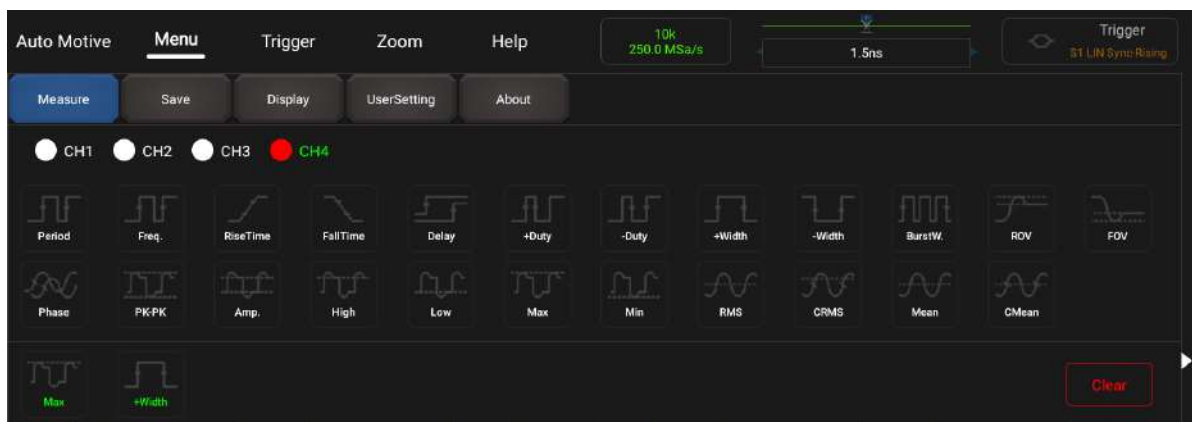 Auto Motive Menu Trigger Zoom Help
10k
250.0 MSa/s
1.5ns
Trigger
S1 LIN Sync Rising
Measure Save Display UserSetting About
CH1 CH2 CH3 CH4
Period Freq. RiseTime FallTime Delay +Duty -Duty +Width -Width BurstW. ROV FOV
Phase PK-PK Amp. High Low Max Min RMS CRMS Mean CMean
Max +Width
Clear